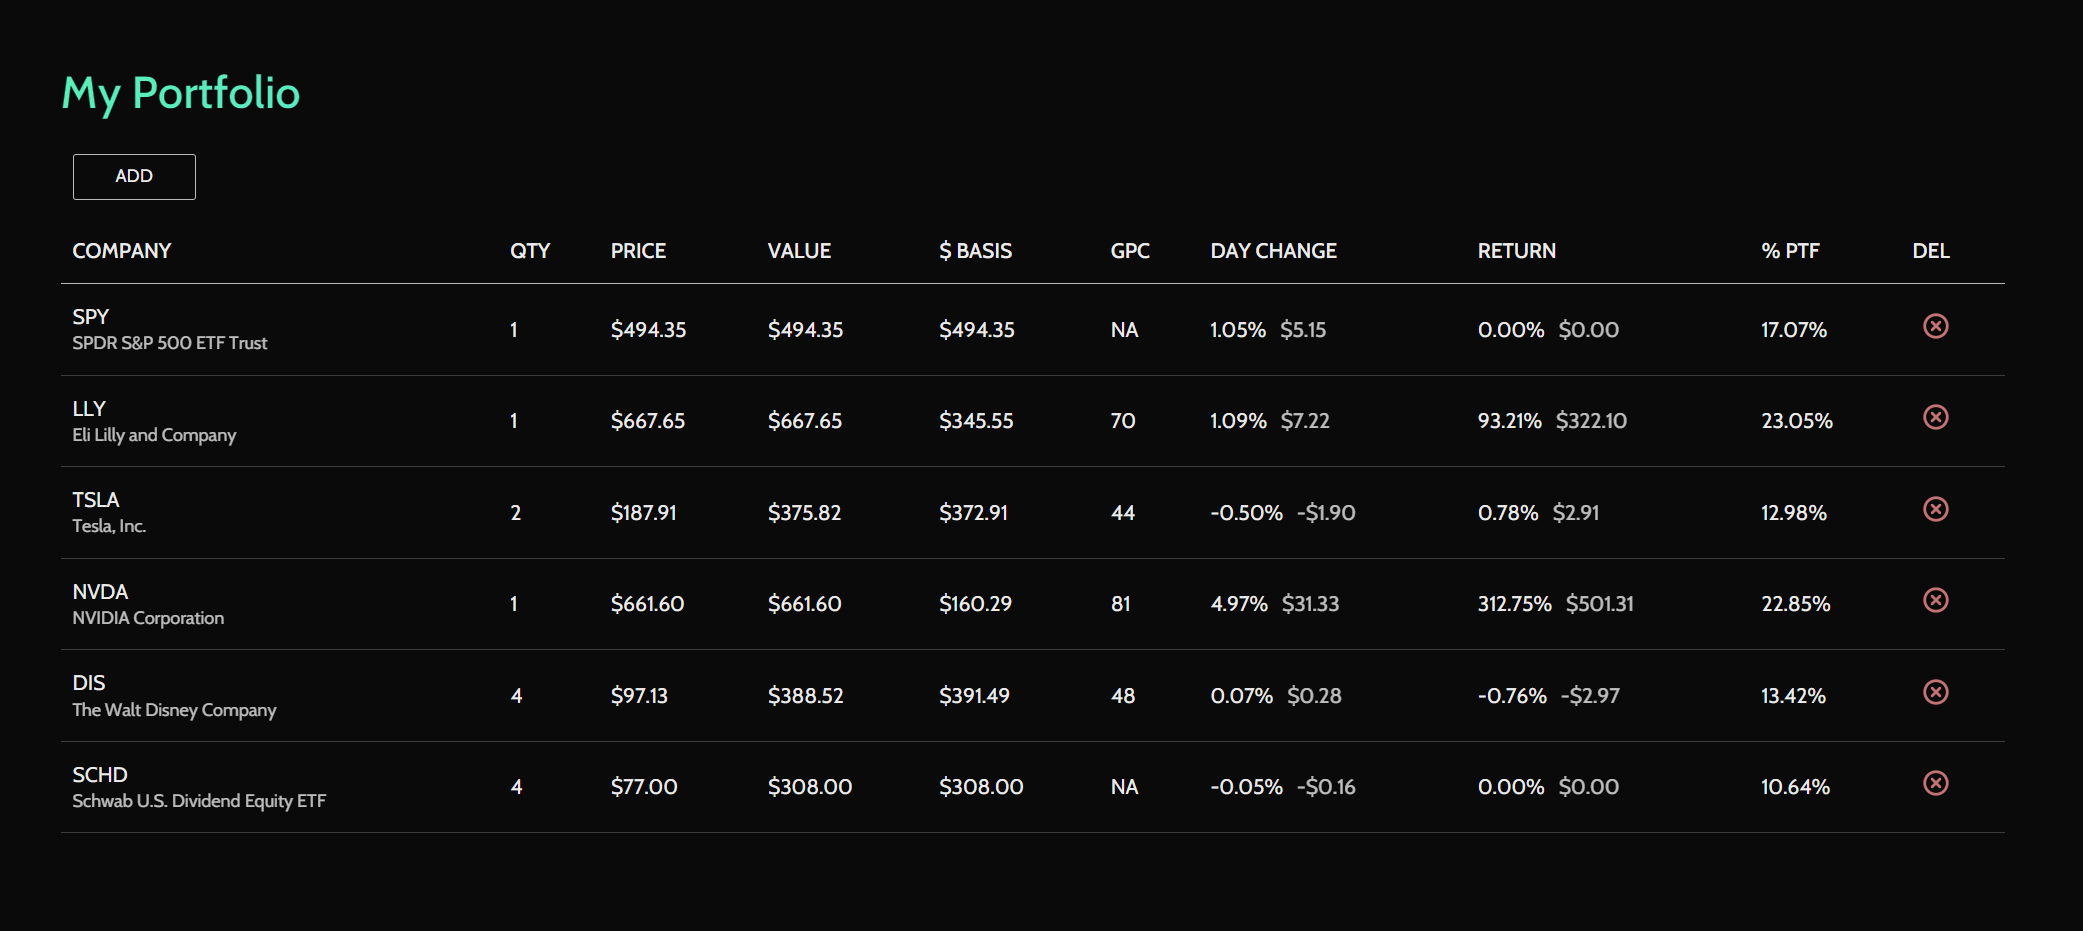 My Portfolio
ADD
COMPANY QTY PRICE VALUE $ BASIS GPC DAY CHANGE RETURN % PTF DEL
SPY
SPDR S&P 500 ETF Trust
1 $494.35 $494.35 $494.35 NA 1.05% $5.15 0.00% $0.00 17.07%
LLY
Eli Lilly and Company
1 $667.65 $667.65 $345.55 70 1.09% $7.22 93.21% $322.10 23.05%
TSLA
Tesla, Inc.
2 $187.91 $375.82 $372.91 44 -0.50% -$1.90 0.78% $2.91 12.98%
NVDA
NVIDIA Corporation
1 $661.60 $661.60 $160.29 81 4.97% $31.33 312.75% $501.31 22.85%
DIS
The Walt Disney Company
4 $97.13 $388.52 $391.49 48 0.07% $0.28 -0.76% -$2.97 13.42%
SCHD
Schwab U.S. Dividend Equity ETF
4 $77.00 $308.00 $308.00 NA -0.05% -$0.16 0.00% $0.00 10.64%